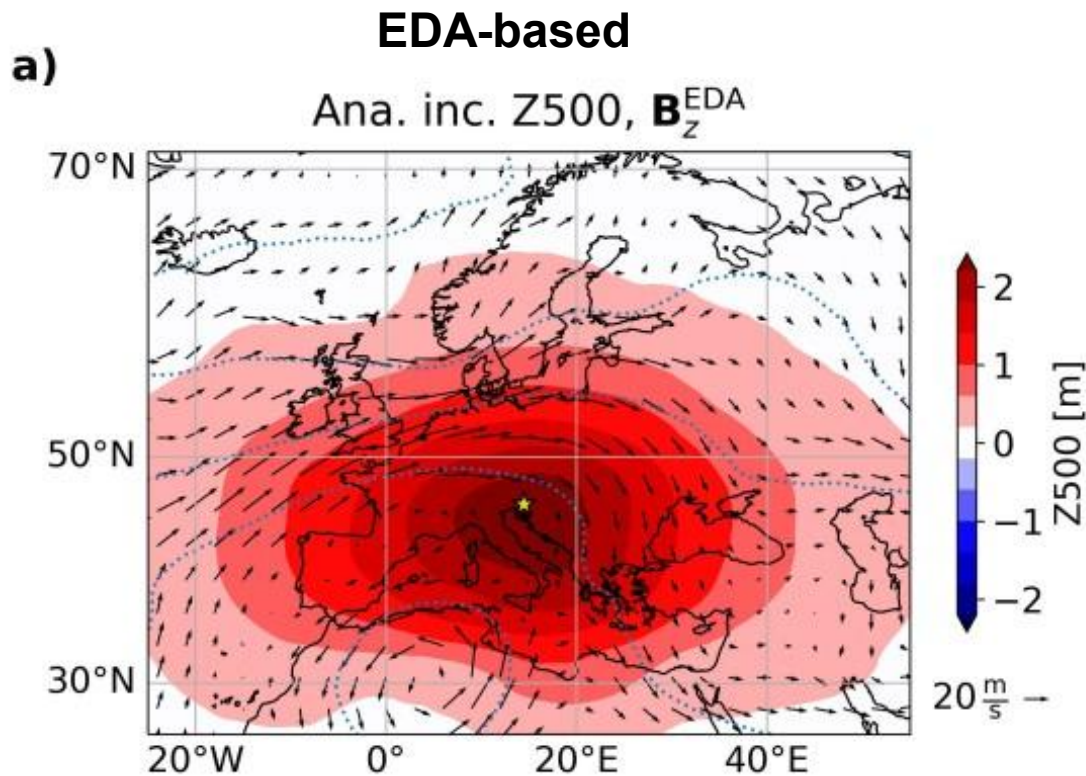 EDA-based
a)
Ana. inc. Z500, B_z^EDA
70°N
50°N
30°N
20°W 0° 20°E 40°E
2
1
0
−1
−2
Z500 [m]
20 m/s